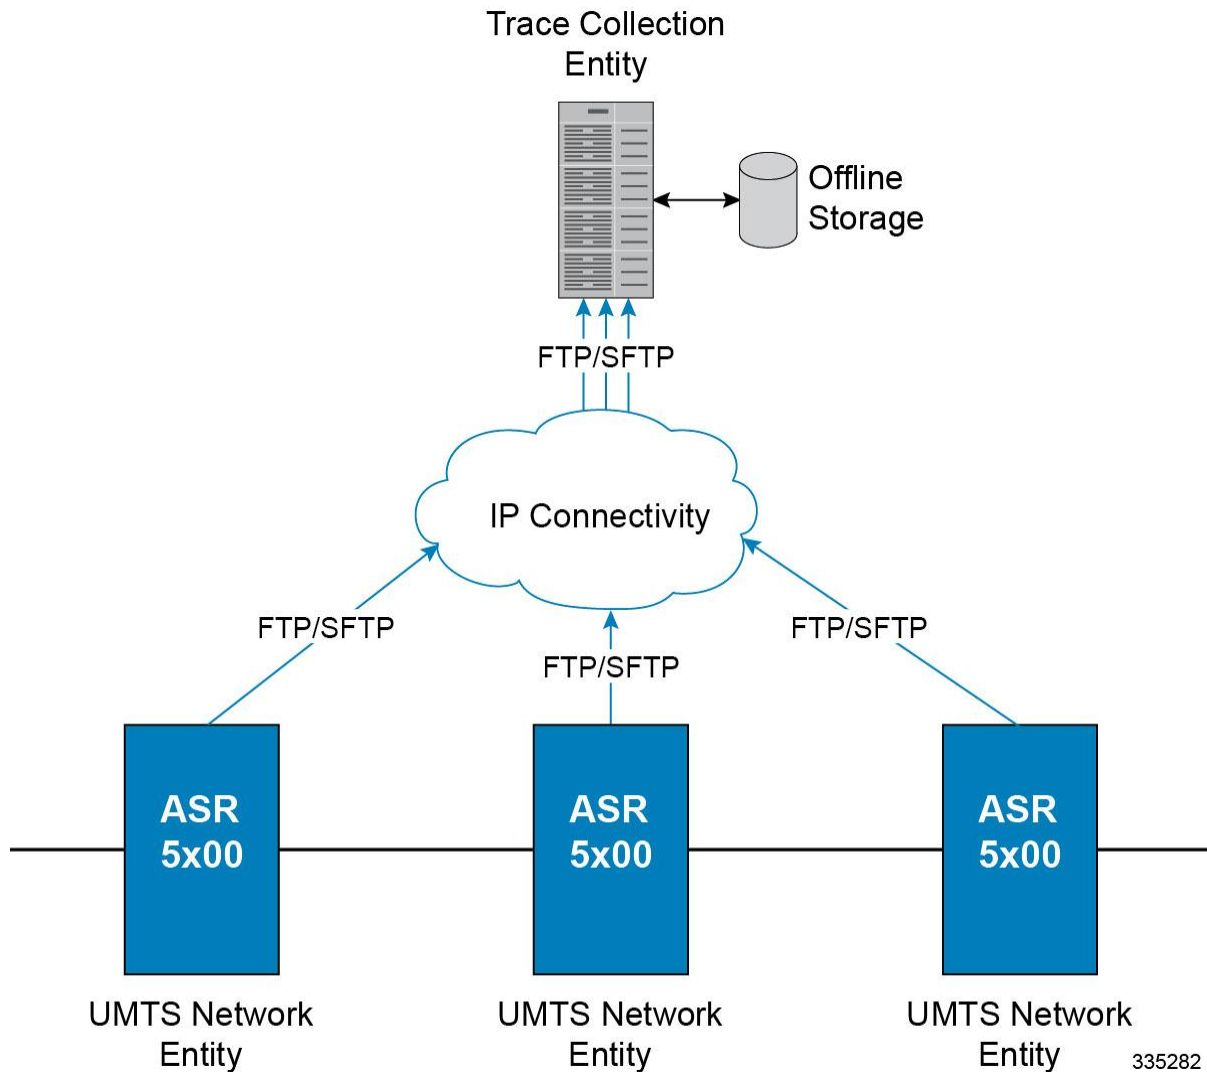 Trace Collection
Entity
Offline
Storage
FTP/SFTP
IP Connectivity
FTP/SFTP
FTP/SFTP
FTP/SFTP
ASR
5x00
ASR
5x00
ASR
5x00
UMTS Network
Entity
UMTS Network
Entity
UMTS Network
Entity
335282